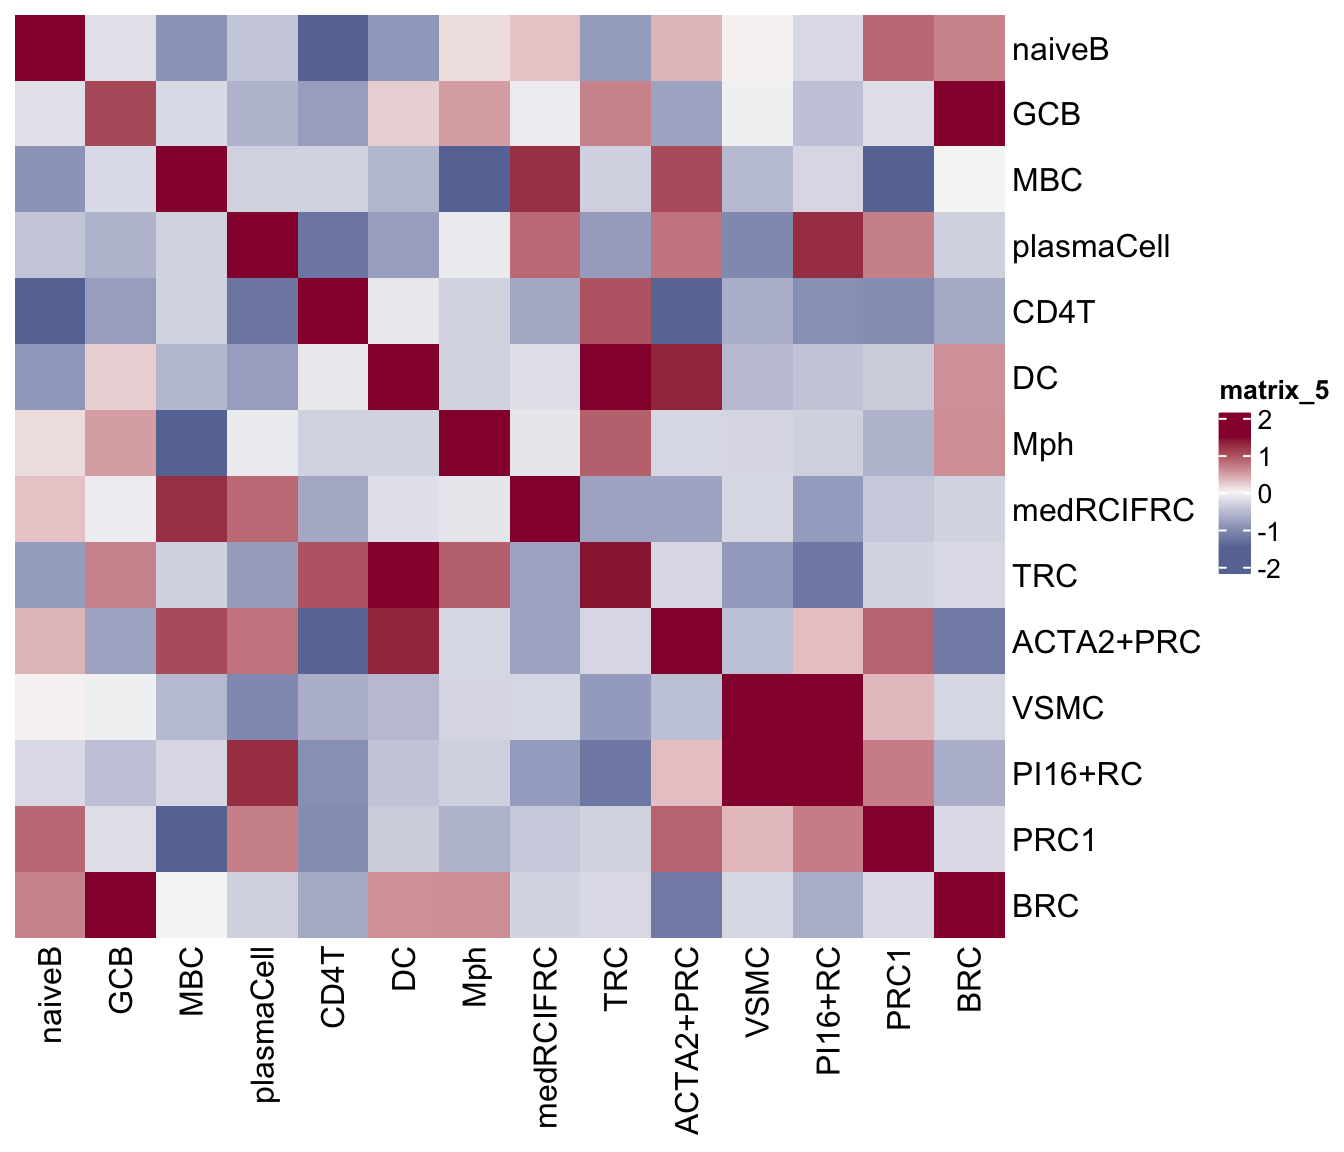 naiveB
GCB
MBC
plasmaCell
CD4T
DC
Mph
medRCIFRC
TRC
ACTA2+PRC
VSMC
PI16+RC
PRC1
BRC
matrix_5
2
1
0
-1
-2
naiveB
GCB
MBC
plasmaCell
CD4T
DC
Mph
medRCIFRC
TRC
ACTA2+PRC
VSMC
PI16+RC
PRC1
BRC